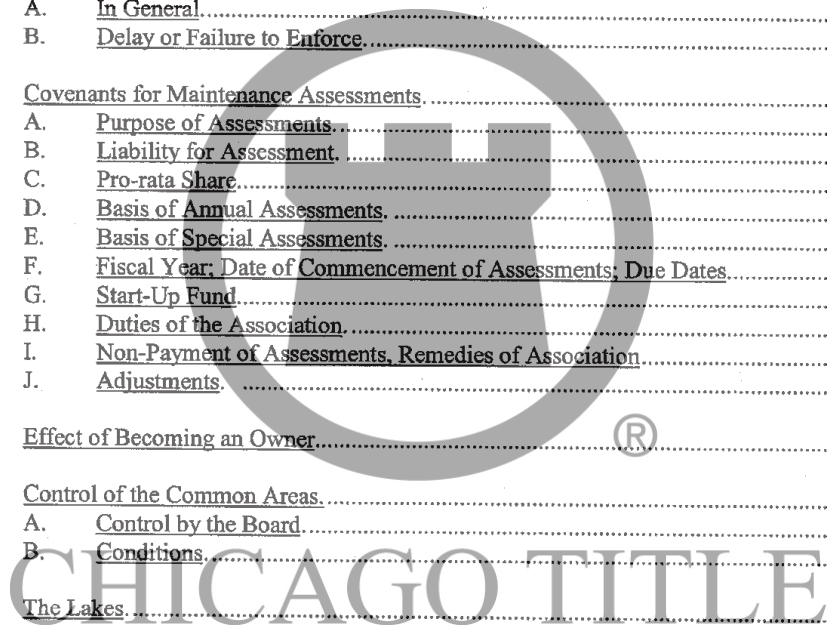 A. In General..............................
B. Delay or Failure to Enforce..............................
Covenants for Maintenance Assessments..............................
A. Purpose of Assessments..............................
B. Liability for Assessment. ..............................
C. Pro-rata Share..............................
D. Basis of Annual Assessments. ..............................
E. Basis of Special Assessments. ..............................
F. Fiscal Year; Date of Commencement of Assessments; Due Dates..............................
G. Start-Up Fund..............................
H. Duties of the Association..............................
I. Non-Payment of Assessments, Remedies of Association..............................
J. Adjustments. ..............................
Effect of Becoming an Owner..............................
®
Control of the Common Areas..............................
A. Control by the Board..............................
B. Conditions..............................
CHICAGO TITLE
The Lakes..............................